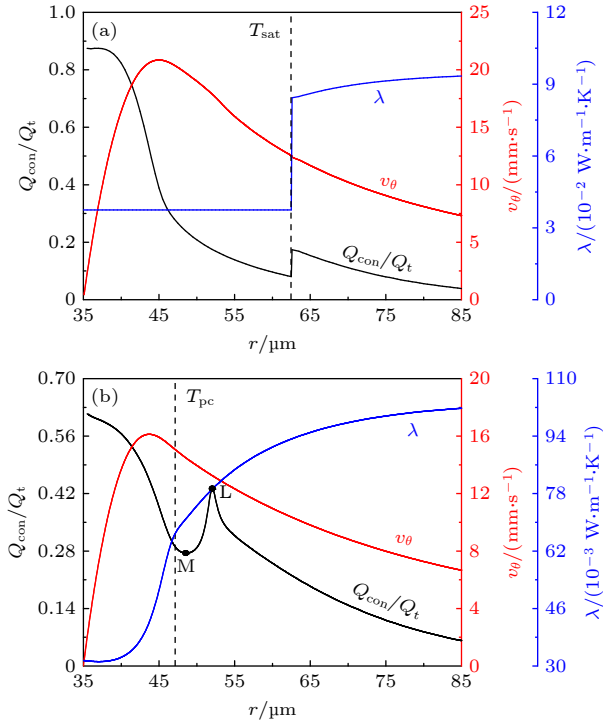 (a)
T_sat
λ
v_θ
Q_con/Q_t
1.0
0.8
0.6
0.4
0.2
0
Q_con/Q_t
35
45
55
65
75
85
r/µm
25
20
15
10
5
0
v_θ/(mm·s⁻¹)
12
9
6
3
0
λ/(10⁻² W·m⁻¹·K⁻¹)
(b)
T_pc
λ
L
v_θ
M
Q_con/Q_t
0.70
0.56
0.42
0.28
0.14
0
Q_con/Q_t
35
45
55
65
75
85
r/µm
20
16
12
8
4
0
v_θ/(mm·s⁻¹)
110
94
78
62
46
30
λ/(10⁻³ W·m⁻¹·K⁻¹)